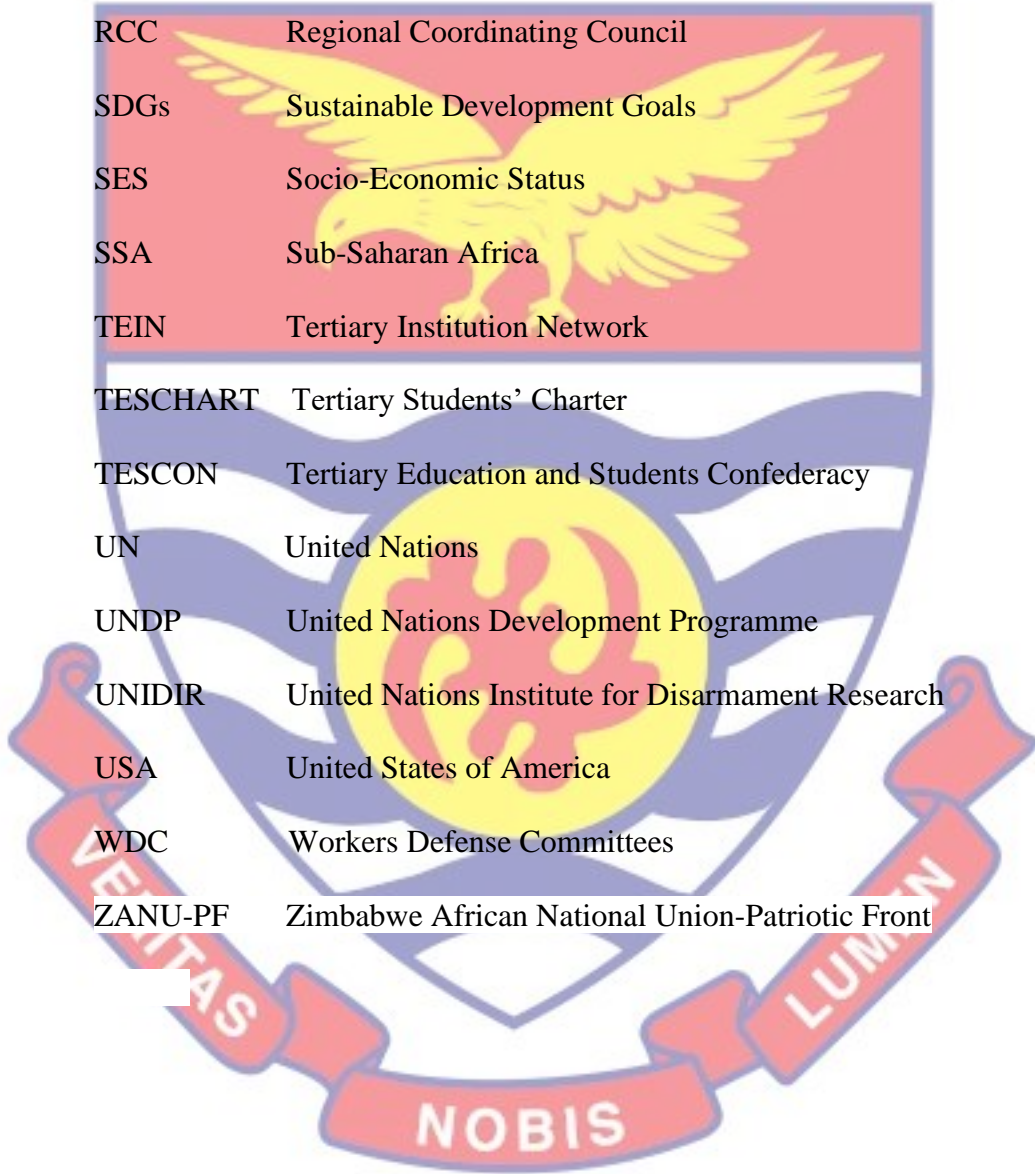 RCC Regional Coordinating Council
SDGs Sustainable Development Goals
SES Socio-Economic Status
SSA Sub-Saharan Africa
TEIN Tertiary Institution Network
TESCHART Tertiary Students’ Charter
TESCON Tertiary Education and Students Confederacy
UN United Nations
UNDP United Nations Development Programme
UNIDIR United Nations Institute for Disarmament Research
USA United States of America
WDC Workers Defense Committees
ZANU-PF Zimbabwe African National Union-Patriotic Front
VERITAS
NOBIS
LUMEN